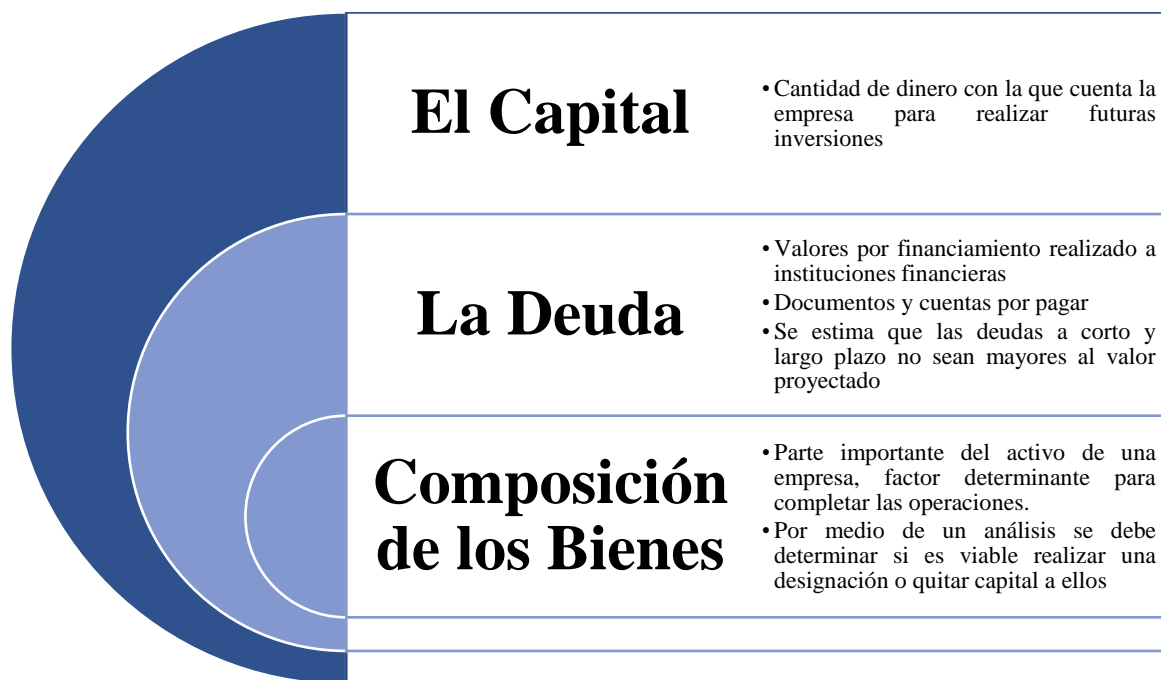 El Capital
• Cantidad de dinero con la que cuenta la
empresa para realizar futuras
inversiones
La Deuda
• Valores por financiamiento realizado a
instituciones financieras
• Documentos y cuentas por pagar
• Se estima que las deudas a corto y
largo plazo no sean mayores al valor
proyectado
Composición
de los Bienes
• Parte importante del activo de una
empresa, factor determinante para
completar las operaciones.
• Por medio de un análisis se debe
determinar si es viable realizar una
designación o quitar capital a ellos